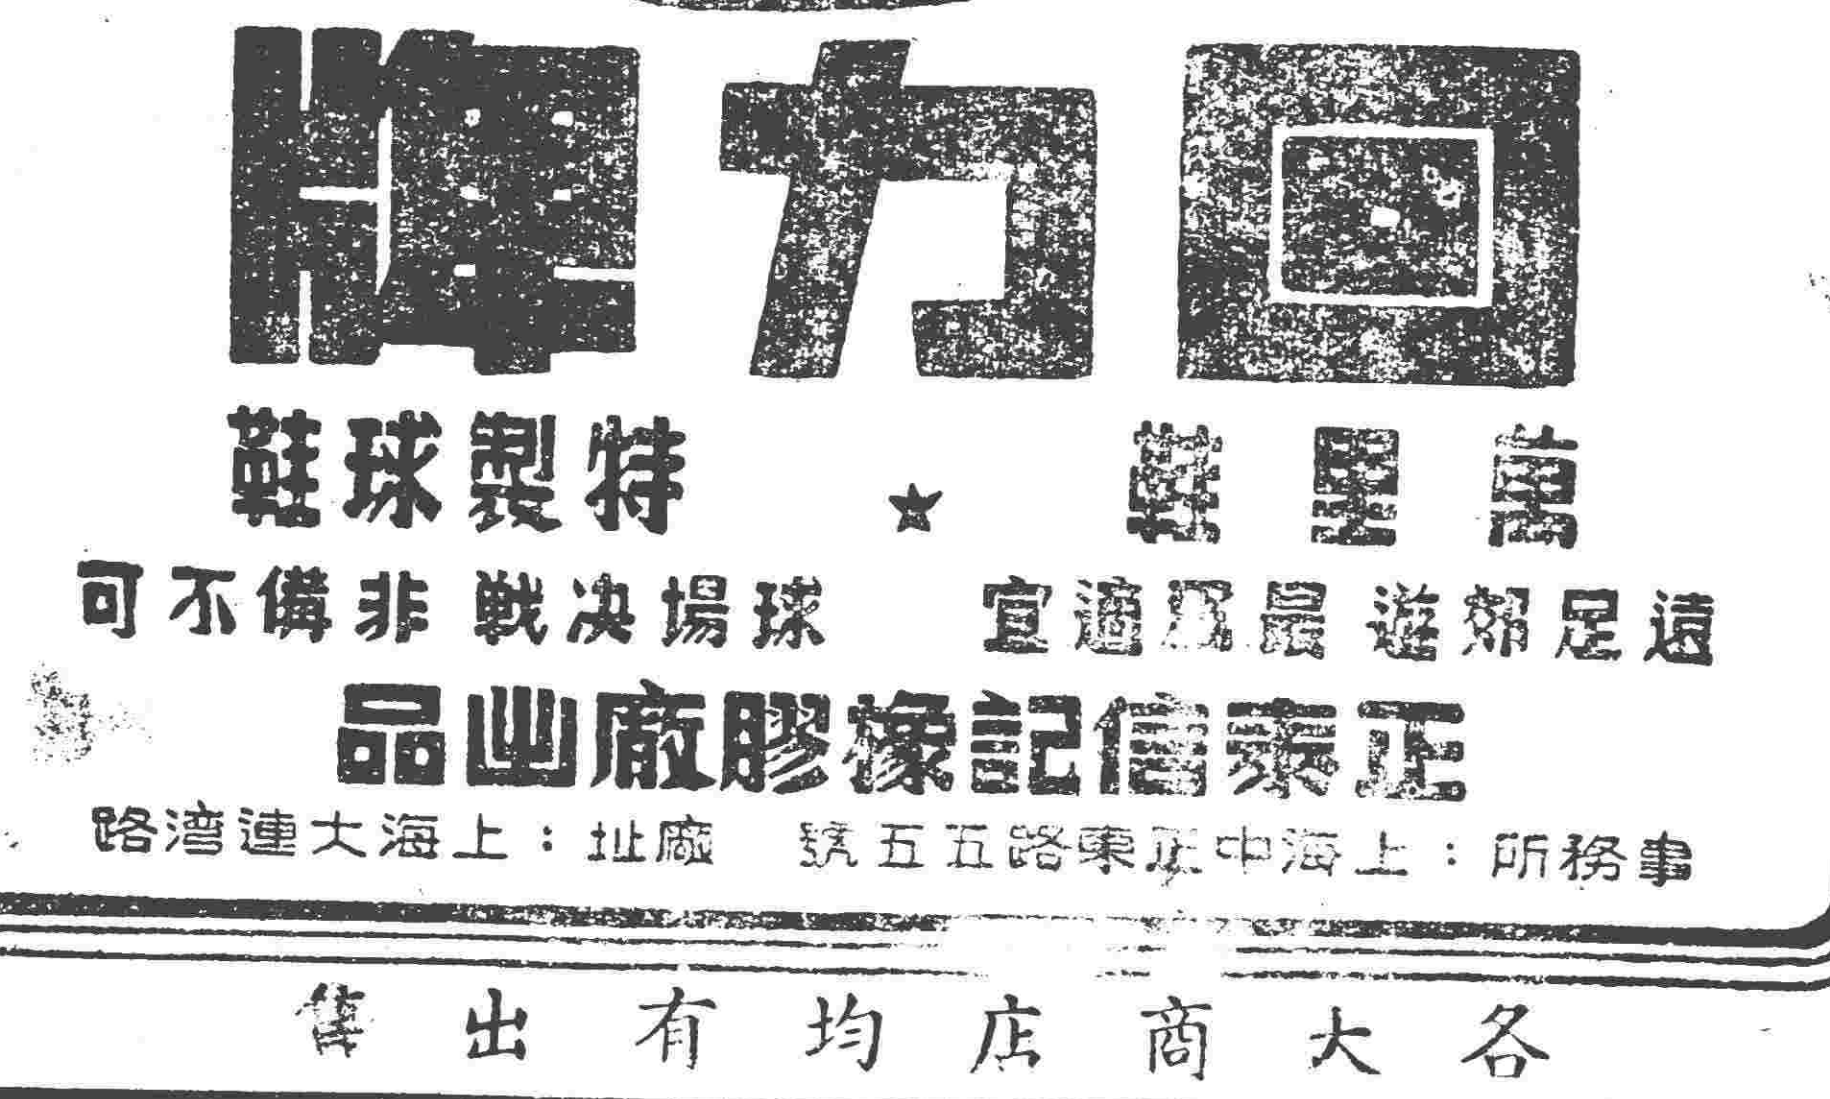 回力牌
萬里鞋 ★ 特製球鞋
遠足郊遊最爲適宜 球場决戰非備不可
正泰信記橡膠廠出品
事務所：上海中正東路五五號 廠址：上海大連湾路
各大商店均有出售